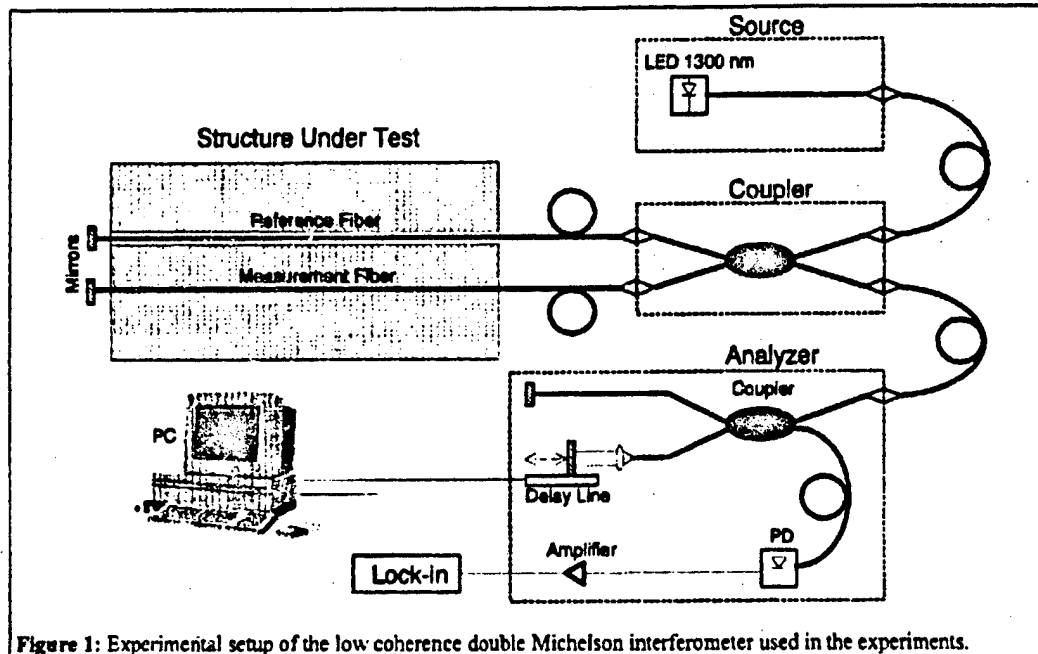 Source
LED 1300 nm
Structure Under Test
Coupler
Reference Fiber
Mirrors
Measurement Fiber
Analyzer
Coupler
PC
Delay Line
PD
Amplifier
Lock-in
Figure 1: Experimental setup of the low coherence double Michelson interferometer used in the experiments.